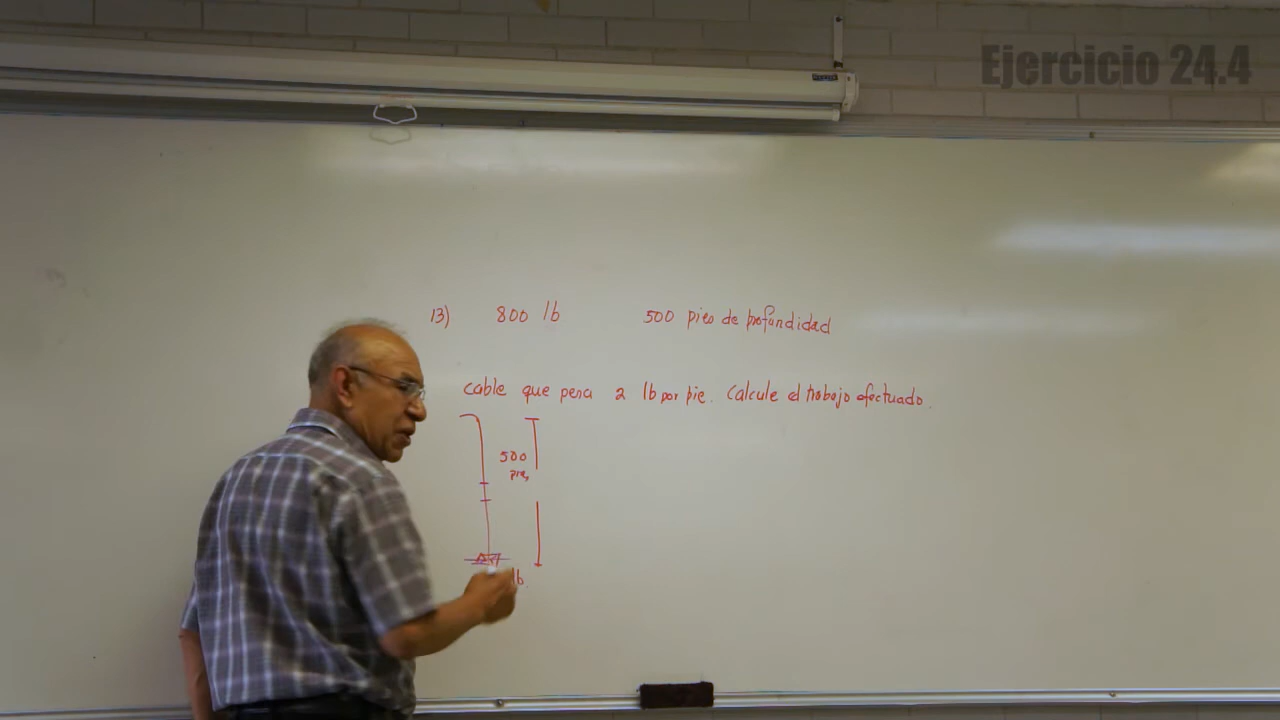 Ejercicio 24.4
13) 800 lb 500 pies de profundidad
cable que pesa 2 lb por pie. Calcule el trabajo efectuado.
500
pies
lb.